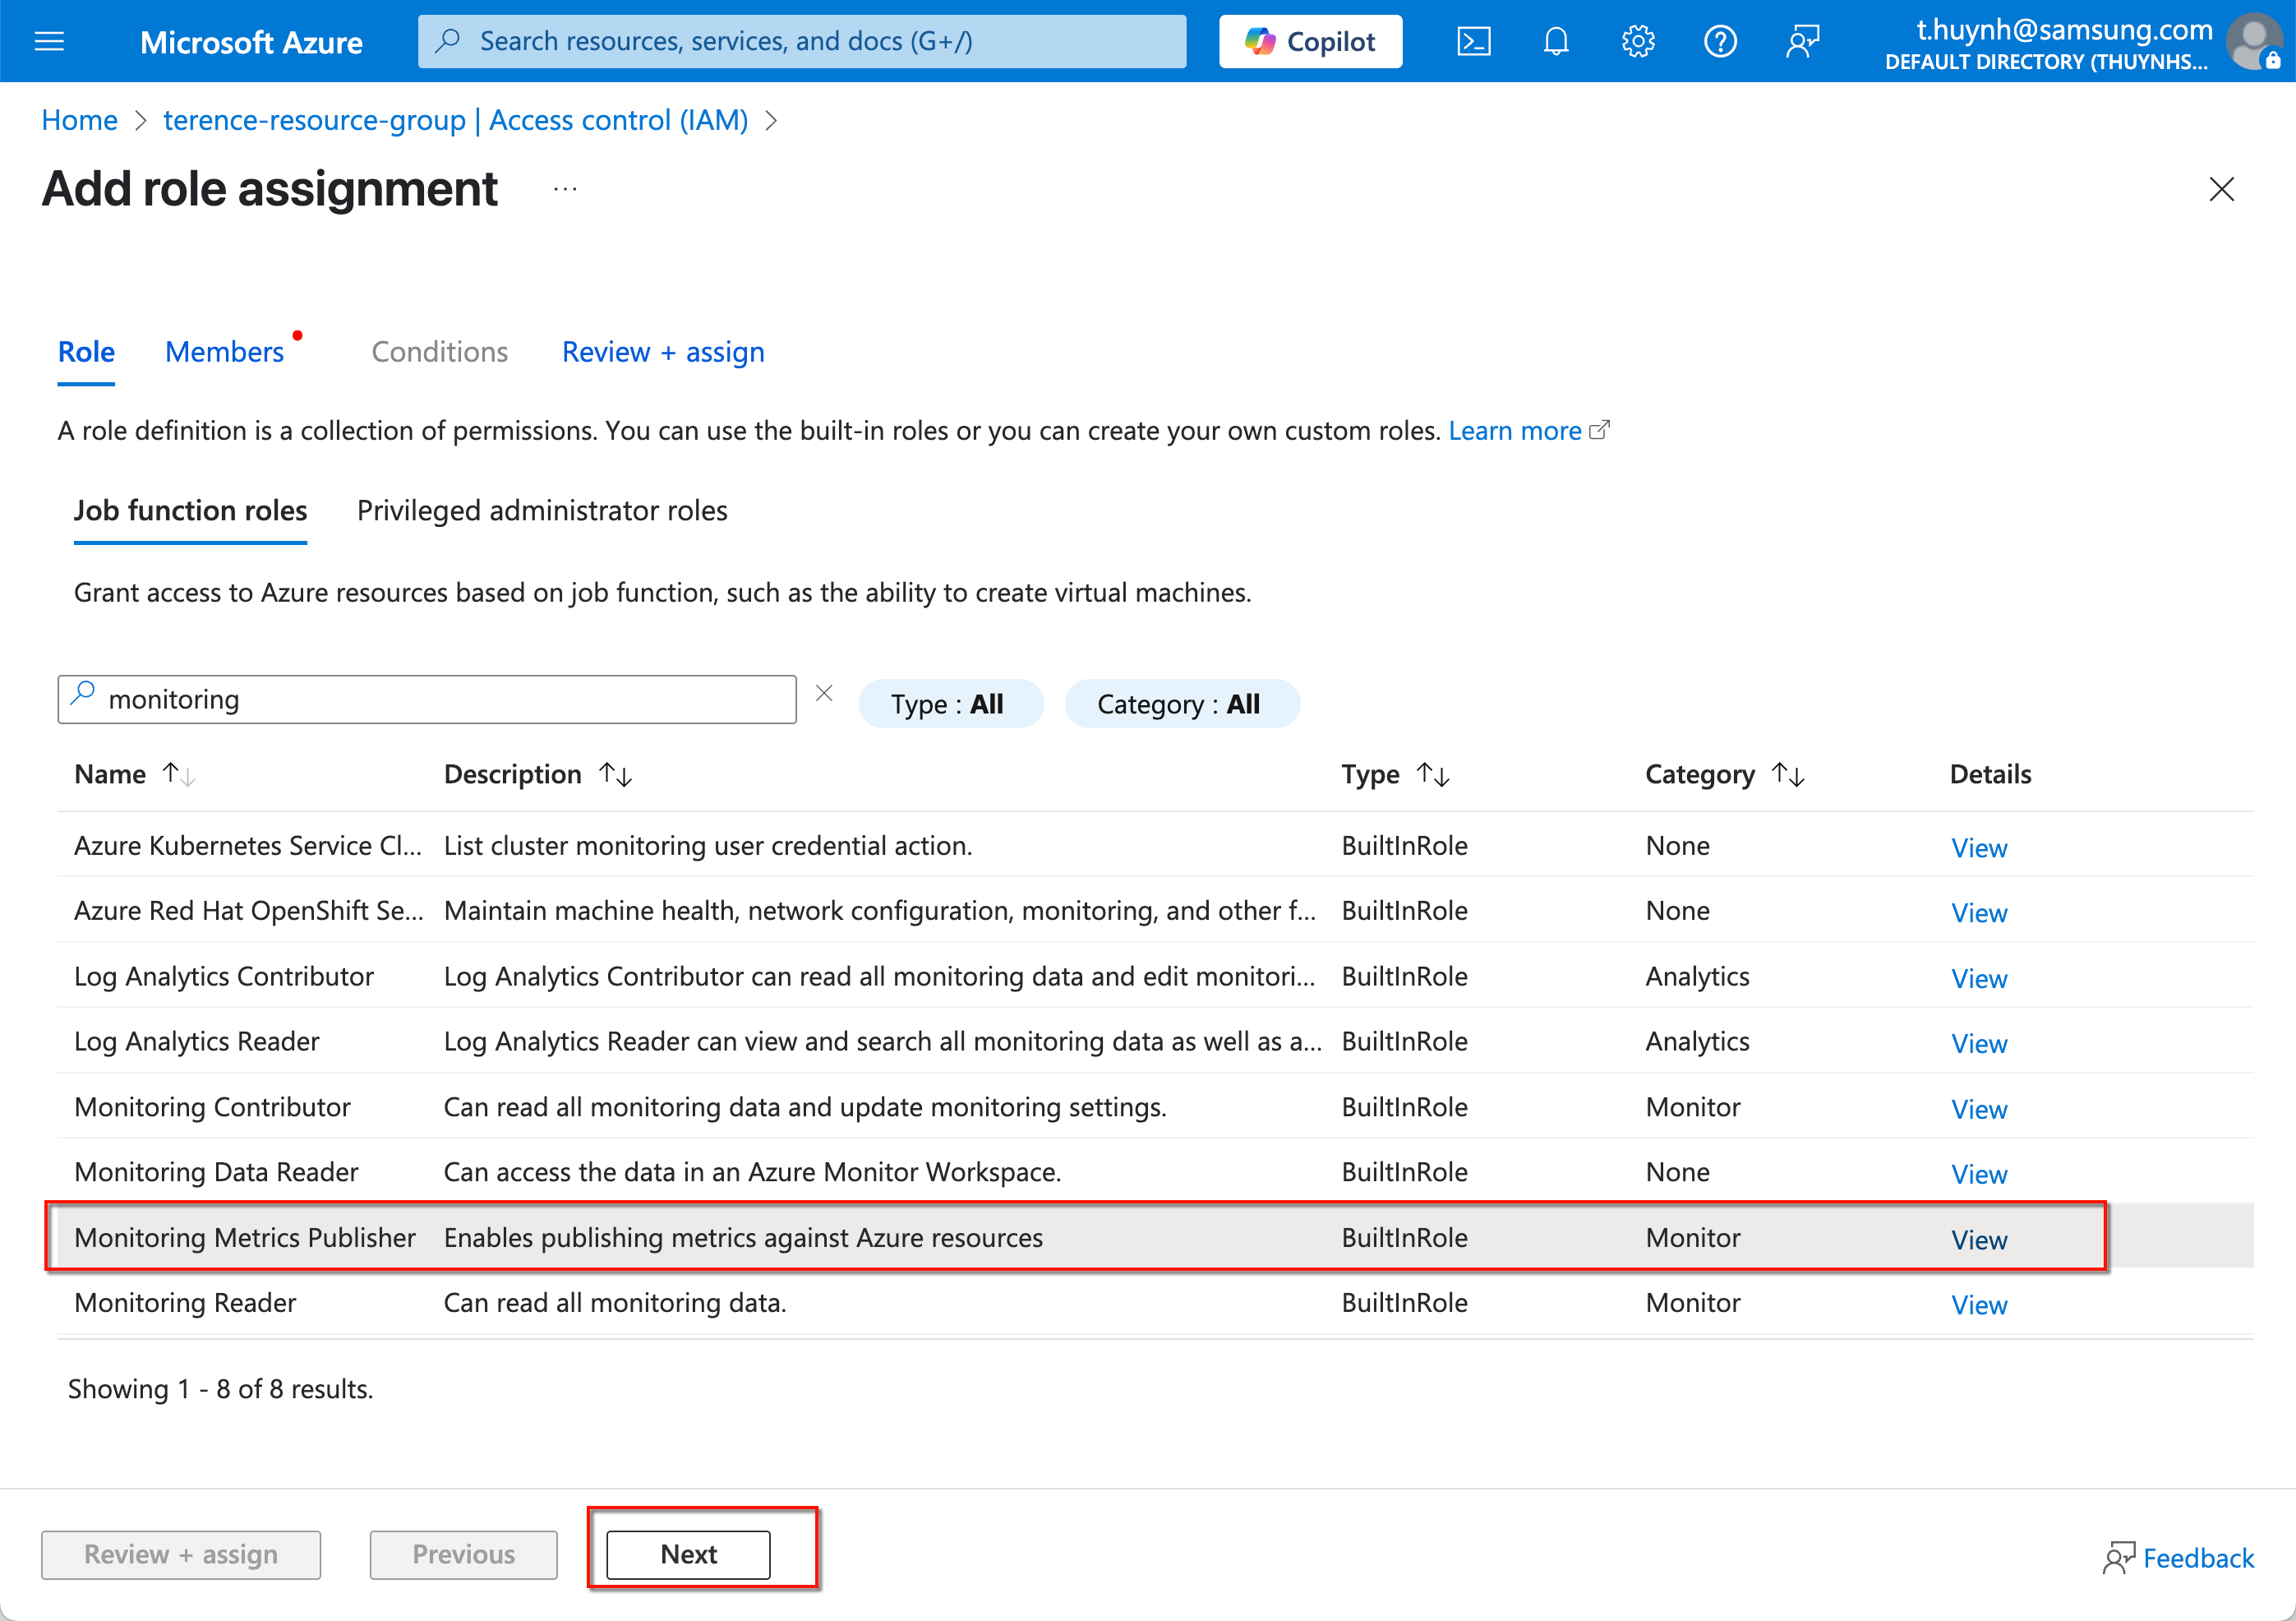 Microsoft Azure
Search resources, services, and docs (G+/)
Copilot
t.huynh@samsung.com
DEFAULT DIRECTORY (THUYNHS...
Home > terence-resource-group | Access control (IAM) >
Add role assignment ...
Role Members Conditions Review + assign
A role definition is a collection of permissions. You can use the built-in roles or you can create your own custom roles. Learn more
Job function roles Privileged administrator roles
Grant access to Azure resources based on job function, such as the ability to create virtual machines.
monitoring Type : All Category : All
Name Description Type Category Details
Azure Kubernetes Service Cl... List cluster monitoring user credential action. BuiltInRole None View
Azure Red Hat OpenShift Se... Maintain machine health, network configuration, monitoring, and other f... BuiltInRole None View
Log Analytics Contributor Log Analytics Contributor can read all monitoring data and edit monitori... BuiltInRole Analytics View
Log Analytics Reader Log Analytics Reader can view and search all monitoring data as well as a... BuiltInRole Analytics View
Monitoring Contributor Can read all monitoring data and update monitoring settings. BuiltInRole Monitor View
Monitoring Data Reader Can access the data in an Azure Monitor Workspace. BuiltInRole None View
Monitoring Metrics Publisher Enables publishing metrics against Azure resources BuiltInRole Monitor View
Monitoring Reader Can read all monitoring data. BuiltInRole Monitor View
Showing 1 - 8 of 8 results.
Review + assign Previous Next Feedback